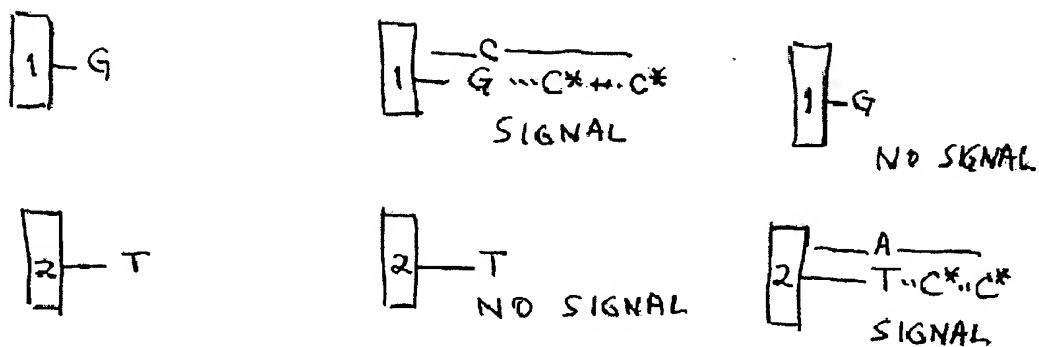 1 — G
— C —
1 — G ... C* ... C*
SIGNAL
1 — G
NO SIGNAL
2 — T
2 — T
NO SIGNAL
— A —
2 — T .. C* .. C*
SIGNAL